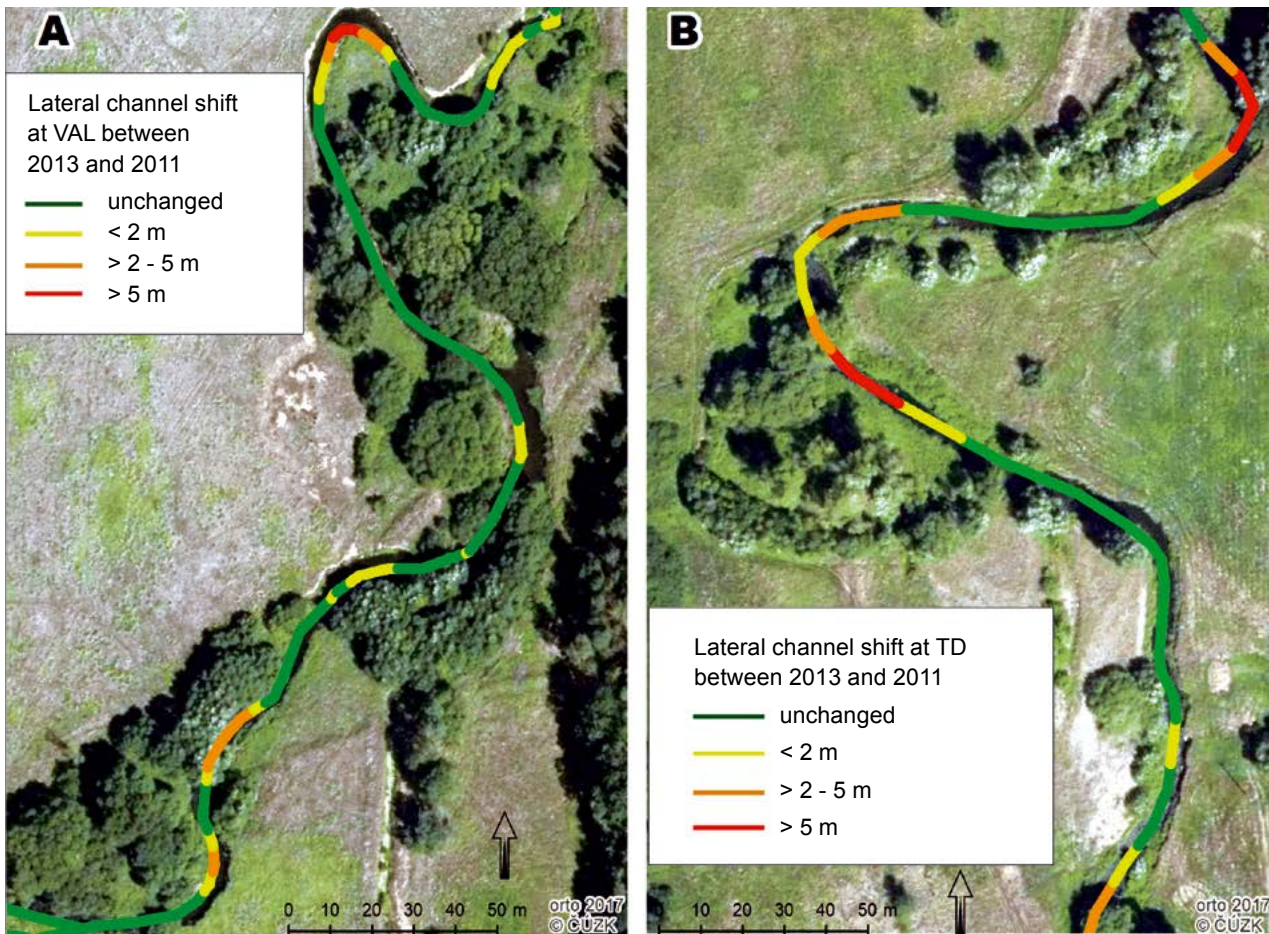 A
Lateral channel shift
at VAL between
2013 and 2011
unchanged
< 2 m
> 2 - 5 m
> 5 m
0 10 20 30 40 50 m
orto 2017
© ČÚZK
B
Lateral channel shift at TD
between 2013 and 2011
unchanged
< 2 m
> 2 - 5 m
> 5 m
0 10 20 30 40 50 m
orto 2017
© ČÚZK